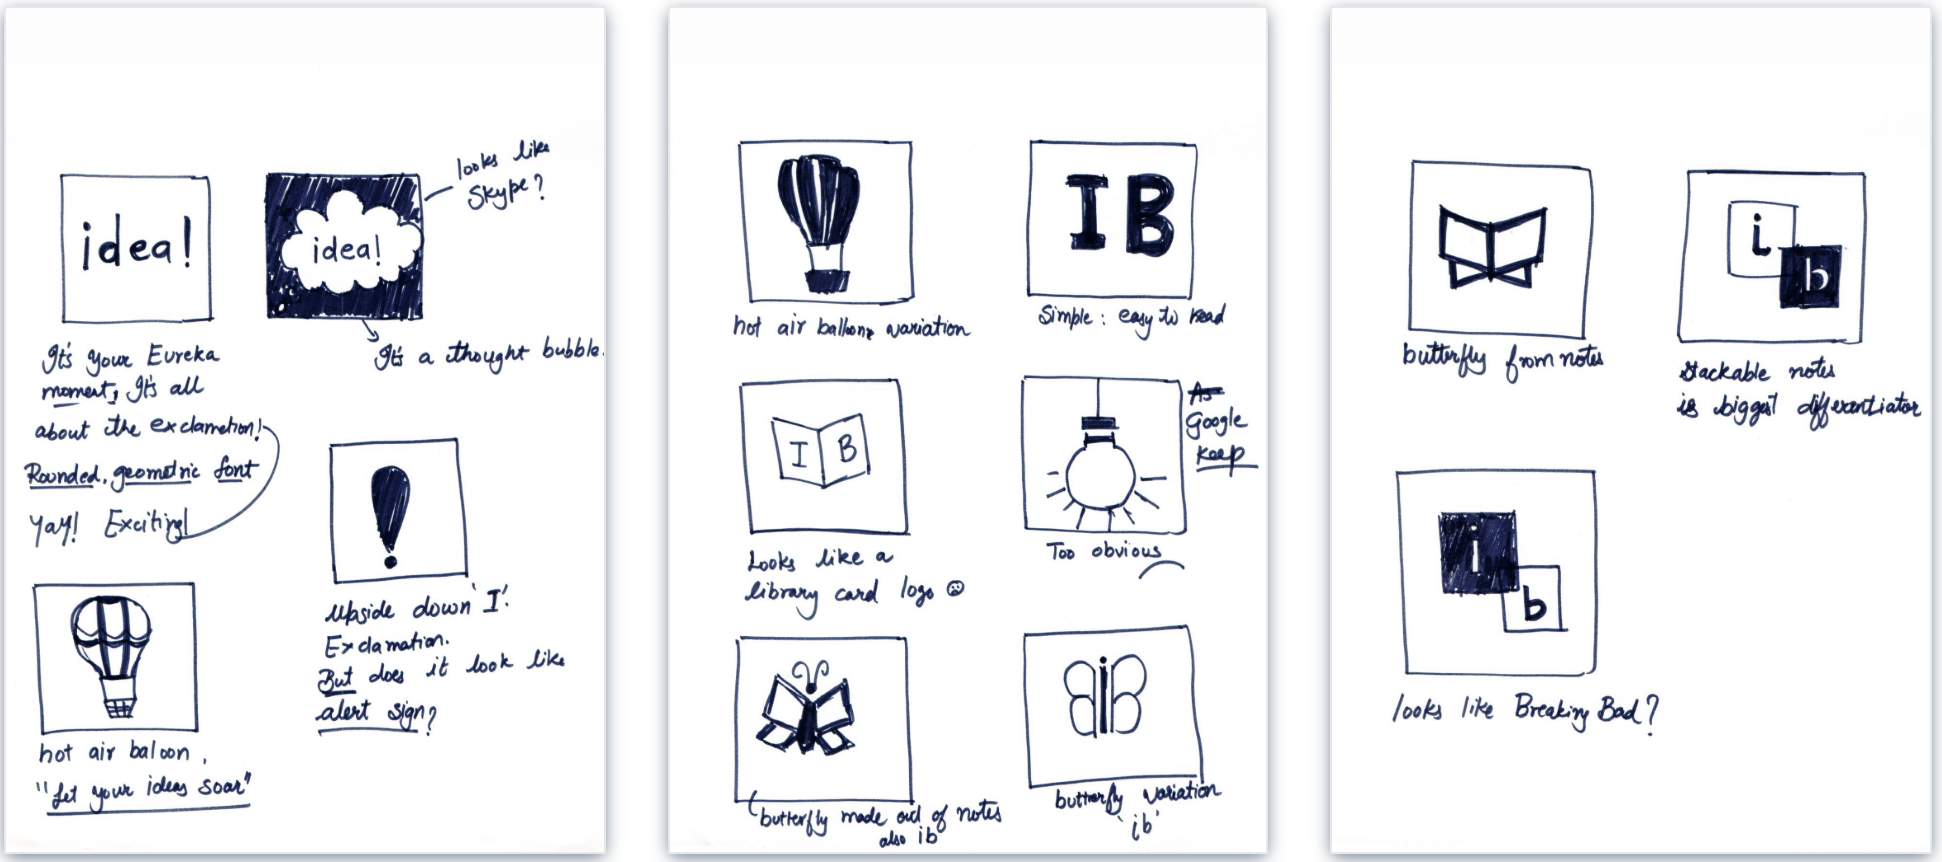 idea!
idea!
looks like
Skype?
It's your Eureka
moment, It's all
about the exclametion!
Rounded, geometric font
Yay! Exciting!
It's a thought bubble.
upside down 'I'.
Exclamation.
But does it look like
alert sign?
hot air baloon,
"Let your ideas soar"
hot air balloon variation
IB
Simple: easy to read
I B
Looks like a
library card logo
As
Google
Keep
Too obvious
butterfly made out of notes
also ib
iB
butterfly variation
'ib'
butterfly from notes
i
b
stackable notes
is biggest differentiator
i
b
looks like Breaking Bad?